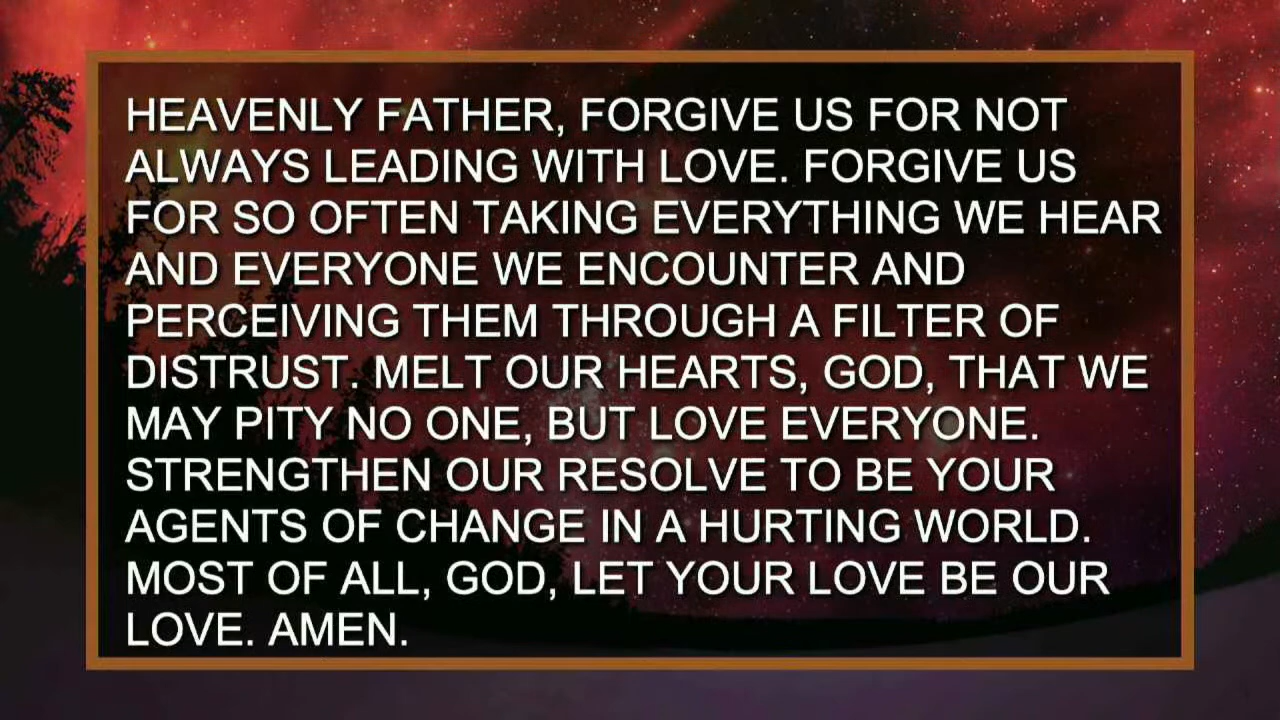 HEAVENLY FATHER, FORGIVE US FOR NOT
ALWAYS LEADING WITH LOVE. FORGIVE US
FOR SO OFTEN TAKING EVERYTHING WE HEAR
AND EVERYONE WE ENCOUNTER AND
PERCEIVING THEM THROUGH A FILTER OF
DISTRUST. MELT OUR HEARTS, GOD, THAT WE
MAY PITY NO ONE, BUT LOVE EVERYONE.
STRENGTHEN OUR RESOLVE TO BE YOUR
AGENTS OF CHANGE IN A HURTING WORLD.
MOST OF ALL, GOD, LET YOUR LOVE BE OUR
LOVE. AMEN.